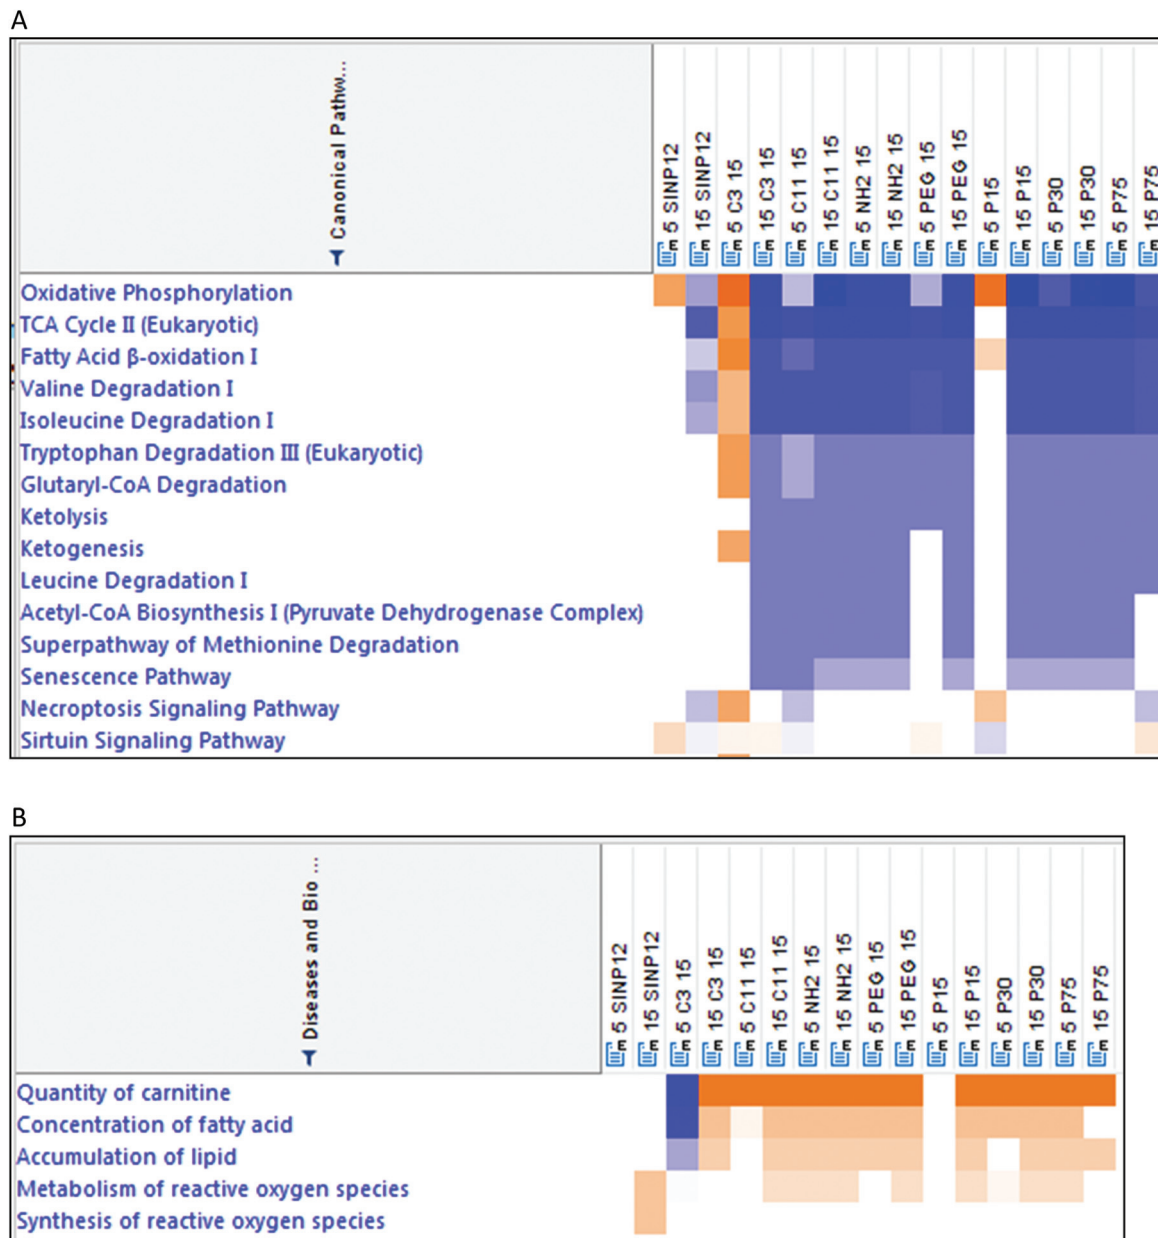 A
Canonical Pathw...
5 SINP12
15 SINP12
5 C3 15
15 C3 15
5 C11 15
15 C11 15
5 NH2 15
15 NH2 15
5 PEG 15
15 PEG 15
5 P15
15 P15
5 P30
15 P30
5 P75
15 P75
Oxidative Phosphorylation
TCA Cycle II (Eukaryotic)
Fatty Acid β-oxidation I
Valine Degradation I
Isoleucine Degradation I
Tryptophan Degradation III (Eukaryotic)
Glutaryl-CoA Degradation
Ketolysis
Ketogenesis
Leucine Degradation I
Acetyl-CoA Biosynthesis I (Pyruvate Dehydrogenase Complex)
Superpathway of Methionine Degradation
Senescence Pathway
Necroptosis Signaling Pathway
Sirtuin Signaling Pathway
B
Diseases and Bio ...
5 SINP12
15 SINP12
5 C3 15
15 C3 15
5 C11 15
15 C11 15
5 NH2 15
15 NH2 15
5 PEG 15
15 PEG 15
5 P15
15 P15
5 P30
15 P30
5 P75
15 P75
Quantity of carnitine
Concentration of fatty acid
Accumulation of lipid
Metabolism of reactive oxygen species
Synthesis of reactive oxygen species